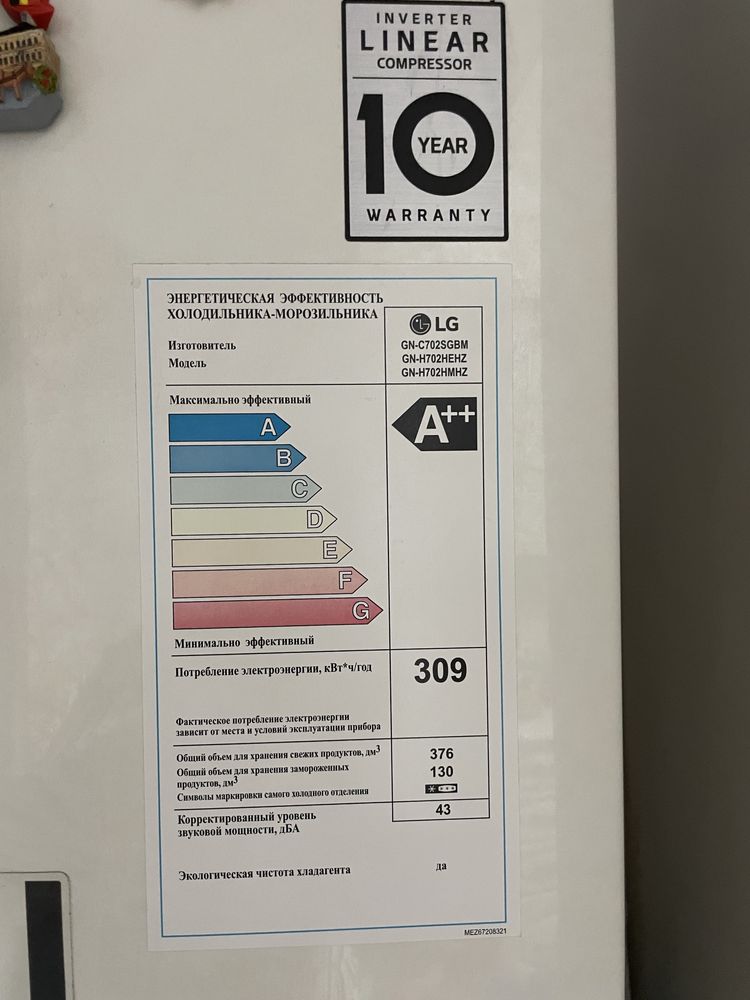 INVERTER
LINEAR
COMPRESSOR
10
YEAR
WARRANTY
ЭНЕРГЕТИЧЕСКАЯ ЭФФЕКТИВНОСТЬ
ХОЛОДИЛЬНИКА-МОРОЗИЛЬНИКА
LG
Изготовитель
GN-C702SGBM
Модель
GN-H702HEHZ
GN-H702HMHZ
Максимально эффективный
A++
A
B
C
D
E
F
G
Минимально эффективный
Потребление электроэнергии, кВт*ч/год 309
Фактическое потребление электроэнергии
зависит от места и условий эксплуатации прибора
Общий объем для хранения свежих продуктов, дм³ 376
Общий объем для хранения замороженных 130
продуктов, дм³
Символы маркировки самого холодного отделения
Корректированный уровень 43
звуковой мощности, дБА
Экологическая чистота хладагента да
MEZ67208321